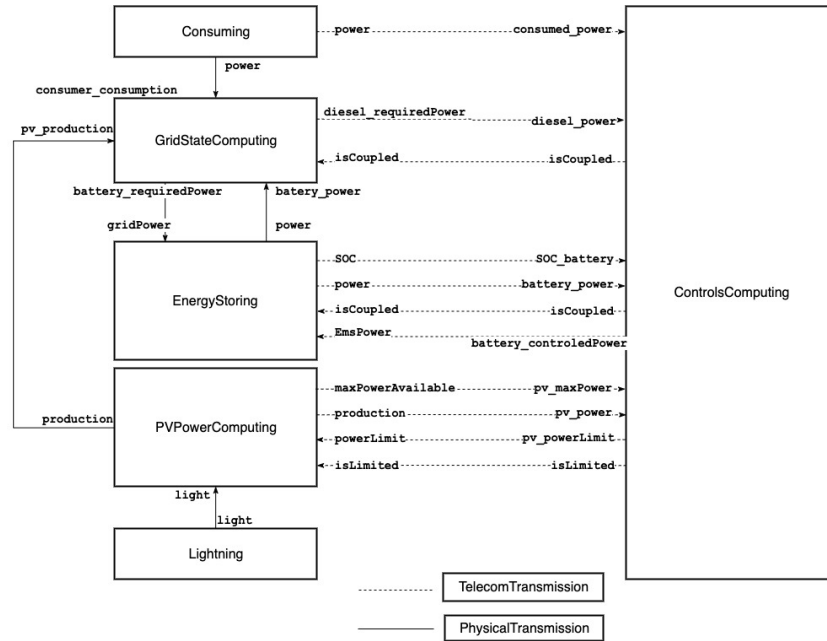 Consuming
power
consumed_power
power
consumer_consumption
diesel_requiredPower
diesel_power
pv_production
GridStateComputing
isCoupled
isCoupled
battery_requiredPower
batery_power
gridPower
power
SOC
SOC_battery
EnergyStoring
power
battery_power
ControlsComputing
isCoupled
isCoupled
EmsPower
battery_controledPower
maxPowerAvailable
pv_maxPower
production
production
pv_power
PVPowerComputing
powerLimit
pv_powerLimit
isLimited
isLimited
light
light
Lightning
TelecomTransmission
PhysicalTransmission